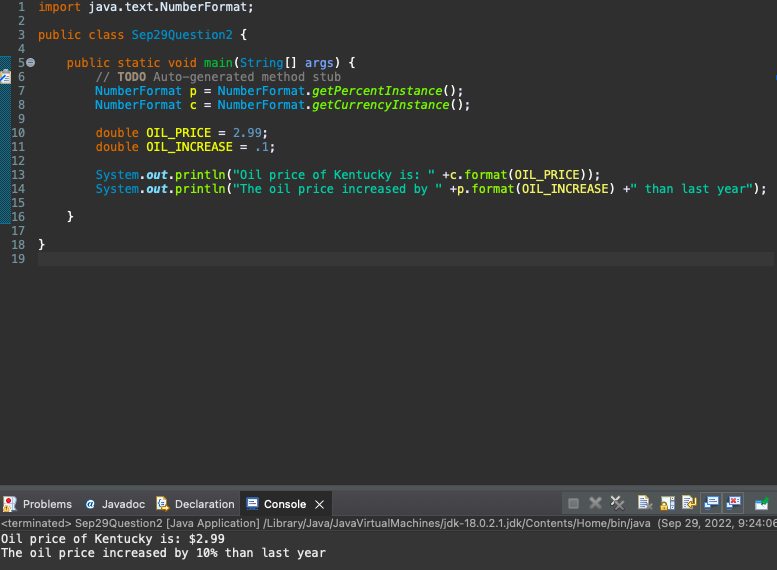 1 import java.text.NumberFormat;
2
3 public class Sep29Question2 {
4
5 public static void main(String[] args) {
6 // TODO Auto-generated method stub
7 NumberFormat p = NumberFormat.getPercentInstance();
8 NumberFormat c = NumberFormat.getCurrencyInstance();
9
10 double OIL_PRICE = 2.99;
11 double OIL_INCREASE = .1;
12
13 System.out.println("Oil price of Kentucky is: " +c.format(OIL_PRICE));
14 System.out.println("The oil price increased by " +p.format(OIL_INCREASE) +" than last year");
15
16 }
17
18 }
19
Problems @ Javadoc Declaration Console
<terminated> Sep29Question2 [Java Application] /Library/Java/JavaVirtualMachines/jdk-18.0.2.1.jdk/Contents/Home/bin/java (Sep 29, 2022, 9:24:06
Oil price of Kentucky is: $2.99
The oil price increased by 10% than last year